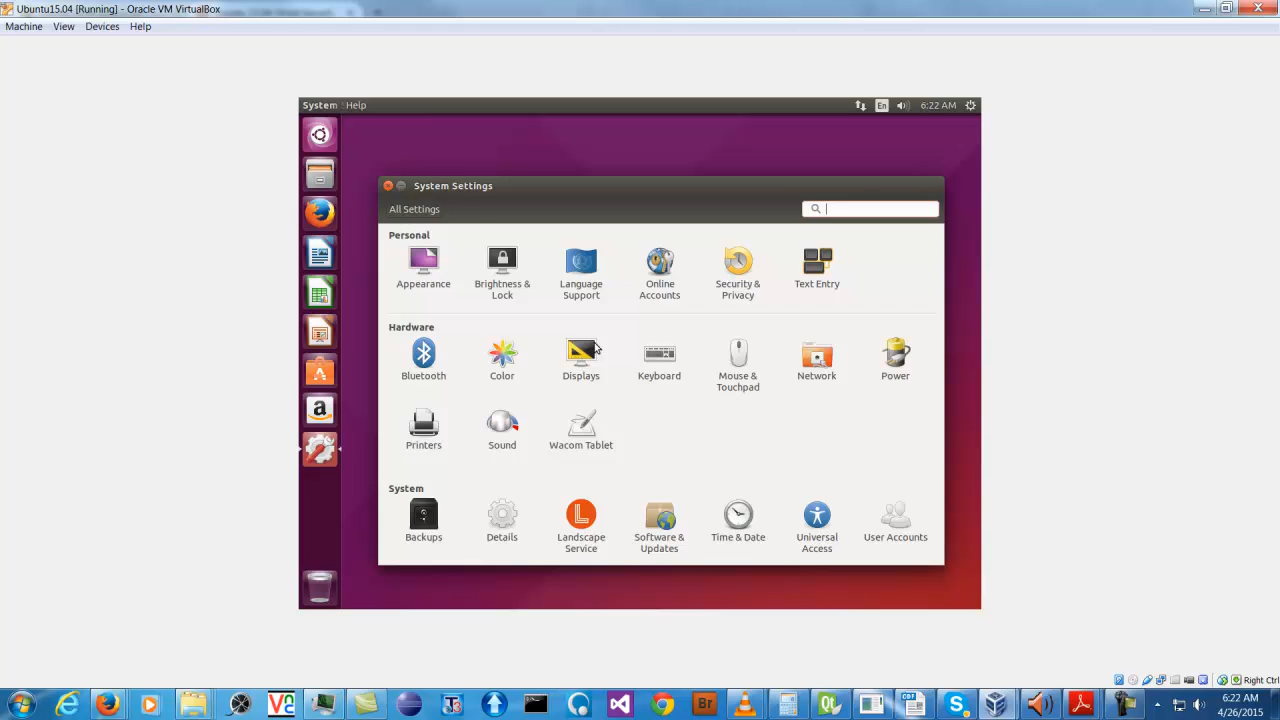 Ubuntu15.04 [Running] - Oracle VM VirtualBox
Machine View Devices Help
System Help
En
6:22 AM
System Settings
All Settings
Personal
Appearance
Brightness & Lock
Language Support
Online Accounts
Security & Privacy
Text Entry
Hardware
Bluetooth
Color
Displays
Keyboard
Mouse & Touchpad
Network
Power
Printers
Sound
Wacom Tablet
System
Backups
Details
Landscape Service
Software & Updates
Time & Date
Universal Access
User Accounts
Right Ctrl
Br
6:22 AM
4/26/2015